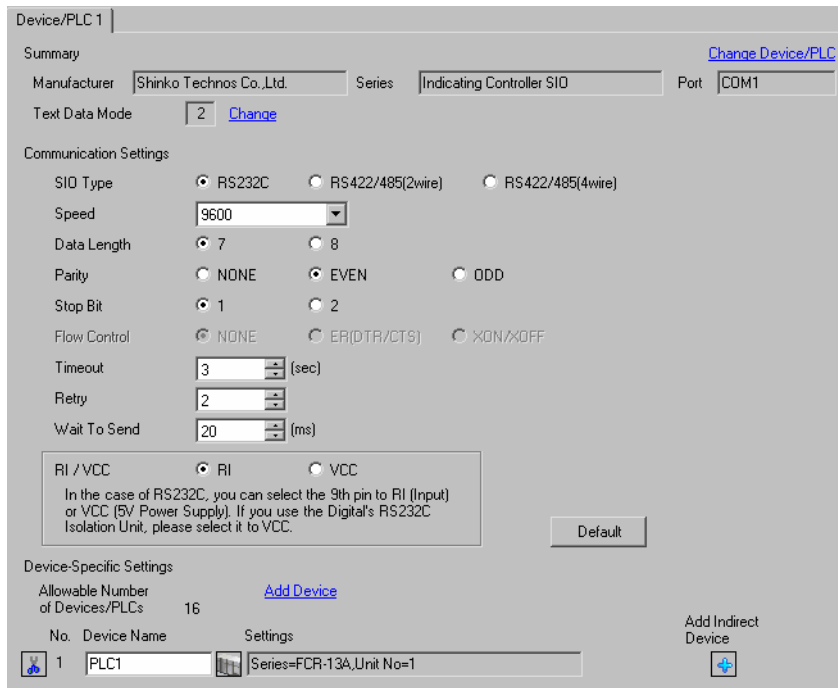 Device/PLC 1
Summary Change Device/PLC
Manufacturer Shinko Technos Co.,Ltd. Series Indicating Controller SIO Port COM1
Text Data Mode 2 Change
Communication Settings
SIO Type RS232C RS422/485(2wire) RS422/485(4wire)
Speed 9600
Data Length 7 8
Parity NONE EVEN ODD
Stop Bit 1 2
Flow Control NONE ER(DTR/CTS) XON/XOFF
Timeout 3 (sec)
Retry 2
Wait To Send 20 (ms)
RI / VCC RI VCC
In the case of RS232C, you can select the 9th pin to RI (Input)
or VCC (5V Power Supply). If you use the Digital's RS232C
Isolation Unit, please select it to VCC.
Default
Device-Specific Settings
Allowable Number Add Device
of Devices/PLCs 16
Add Indirect
Device
No. Device Name Settings
1 PLC1 Series=FCR-13A,Unit No=1